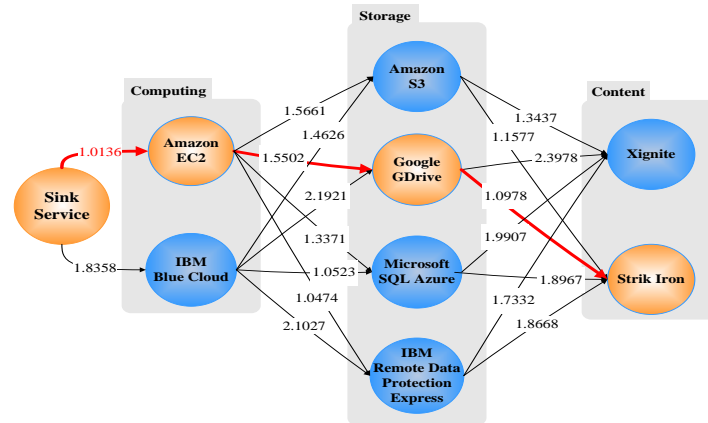 Storage
Computing
Content
Amazon
S3
1.5661
1.4626
1.3437
1.1577
1.0136
Amazon
EC2
1.5502
Google
GDrive
2.3978
Xignite
Sink
Service
2.1921
1.0978
1.3371
1.9907
1.8358
IBM
Blue Cloud
1.0523
Microsoft
SQL Azure
1.8967
Strik Iron
1.0474
2.1027
1.7332
1.8668
IBM
Remote Data
Protection
Express